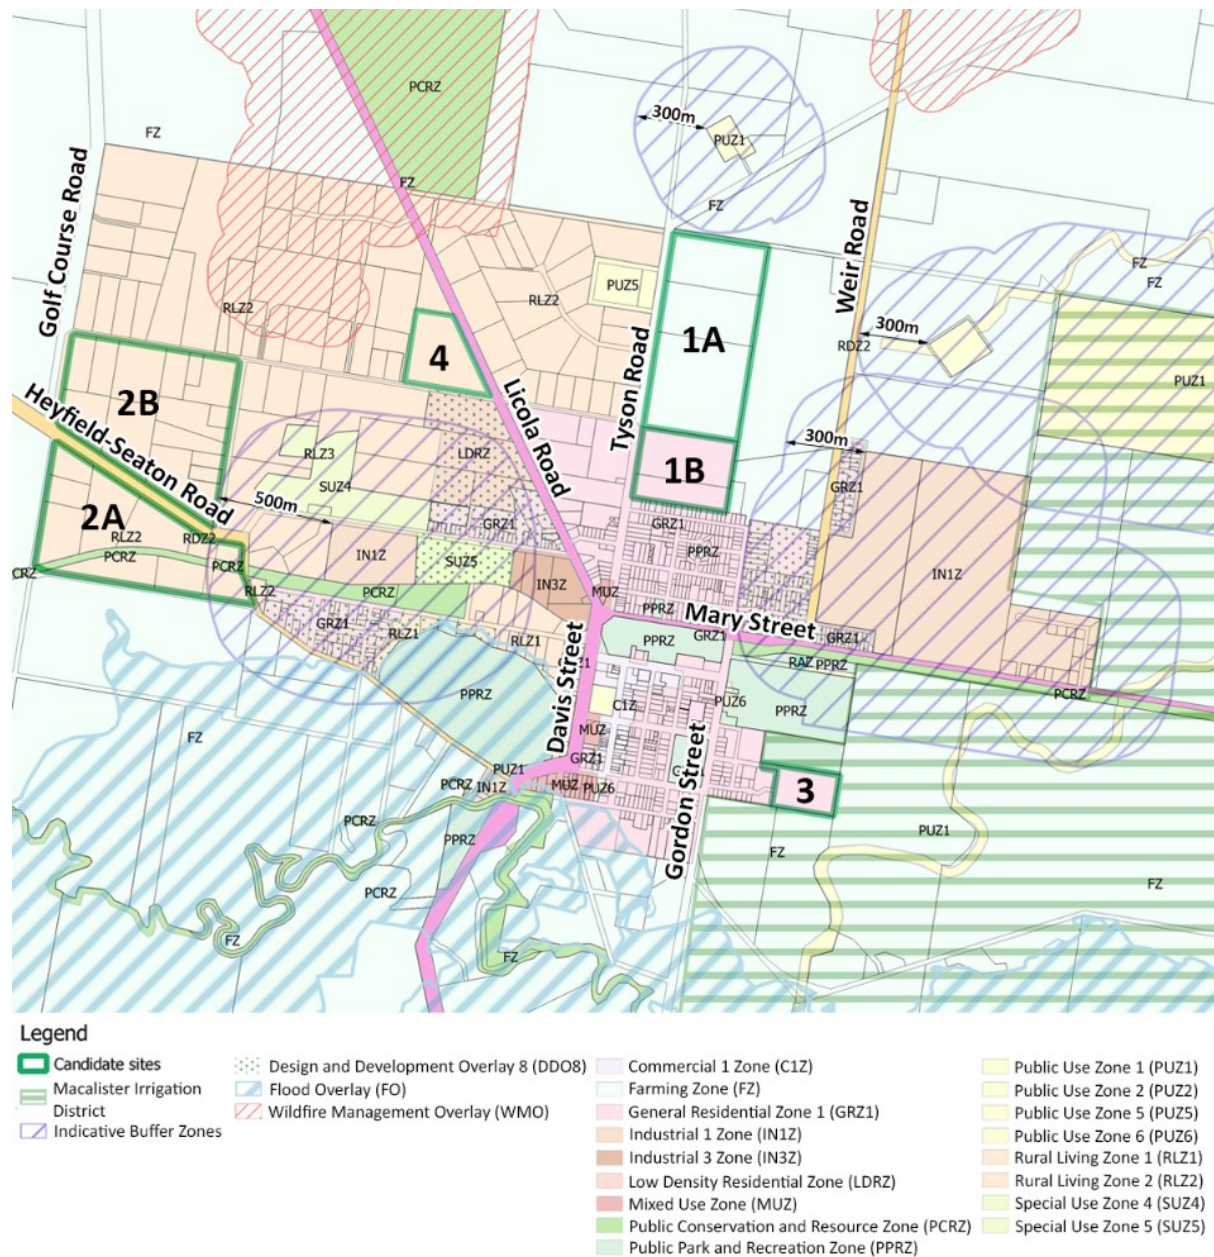 PCRZ
300m
PUZ1
FZ
FZ
FZ
Golf Course Road
Weir Road
FZ
FZ
PUZ5
RLZ2
RLZ2
1A
300m
RDZ2
4
PUZ1
Tyson Road
Licola Road
2B
Heyfield-Seaton Road
300m
RLZ3
LDRZ
1B
SUZ4
GRZ1
500m
2A
GRZ1
GRZ1
RLZ2
RDZ2
PPRZ
PCRZ
PCRZ
IN1Z
SUZ5
IN3Z
IN1Z
CRZ
RLZ2
PCRZ
MUZ
PPRZ
Mary Street
GRZ1
RLZ1
RLZ1
PPRZ
GRZ1
GRZ1
RAZ
PPRZ
Davis Street
PPRZ
C1Z
PUZ6
PPRZ
PCRZ
FZ
MUZ
GRZ1
PUZ1
PCRZ
IN1Z
MUZ
PUZ6
Gordon Street
3
PCRZ
PPRZ
FZ
PUZ1
PCRZ
FZ
FZ
FZ
Legend
Candidate sites
Macalister Irrigation
District
Indicative Buffer Zones
Design and Development Overlay 8 (DDO8)
Flood Overlay (FO)
Wildfire Management Overlay (WMO)
Commercial 1 Zone (C1Z)
Farming Zone (FZ)
General Residential Zone 1 (GRZ1)
Industrial 1 Zone (IN1Z)
Industrial 3 Zone (IN3Z)
Low Density Residential Zone (LDRZ)
Mixed Use Zone (MUZ)
Public Conservation and Resource Zone (PCRZ)
Public Park and Recreation Zone (PPRZ)
Public Use Zone 1 (PUZ1)
Public Use Zone 2 (PUZ2)
Public Use Zone 5 (PUZ5)
Public Use Zone 6 (PUZ6)
Rural Living Zone 1 (RLZ1)
Rural Living Zone 2 (RLZ2)
Special Use Zone 4 (SUZ4)
Special Use Zone 5 (SUZ5)